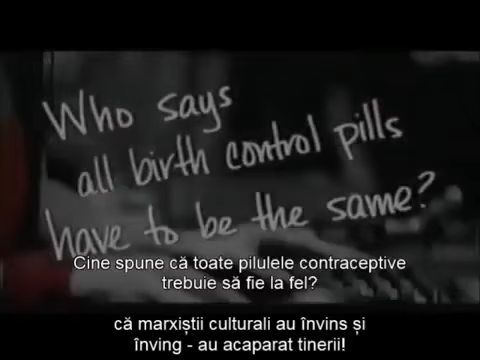 Who says
all birth control pills
have to be the same?
Cine spune că toate pilulele contraceptive
trebuie să fie la fel?
că marxiștii culturali au învins și
înving - au acaparat tinerii!